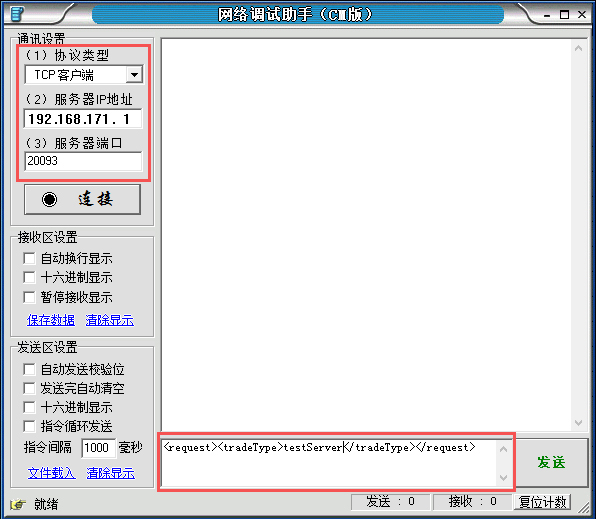 网络调试助手（CM版）
通讯设置
（1）协议类型
TCP客户端
（2）服务器IP地址
192.168.171. 1
（3）服务器端口
20093
连接
接收区设置
自动换行显示
十六进制显示
暂停接收显示
保存数据 清除显示
发送区设置
自动发送校验位
发送完自动清空
十六进制显示
指令循环发送
指令间隔 1000 毫秒
文件载入 清除显示
<request><tradeType>testServer</tradeType></request>
发送
就绪
发送 : 0
接收 : 0
复位计数